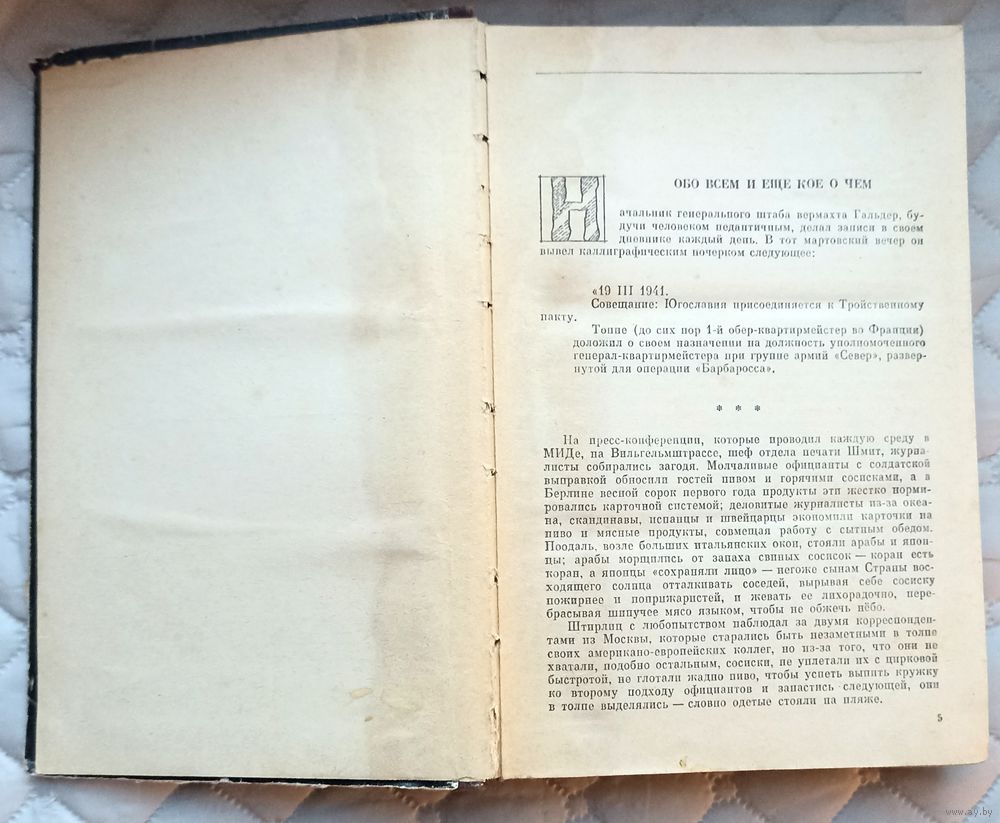 ОБО ВСЕМ И ЕЩЕ КОЕ О ЧЕМ
Начальник генерального штаба вермахта Гальдер, бу-
дучи человеком педантичным, делал записи в своем
дневнике каждый день. В тот мартовский вечер он
вывел каллиграфическим почерком следующее:
«19 III 1941.
Совещание: Югославия присоединяется к Тройственному
пакту.
Топпе (до сих пор 1-й обер-квартирмейстер во Франции)
доложил о своем назначении на должность уполномоченного
генерал-квартирмейстера при группе армий «Север», развер-
нутой для операции «Барбаросса».
* * *
На пресс-конференции, которые проводил каждую среду в
МИДе, на Вильгельмштрассе, шеф отдела печати Шмит, журна-
листы собирались загодя. Молчаливые официанты с солдатской
выправкой обносили гостей пивом и горячими сосисками, а в
Берлине весной сорок первого года продукты эти жестко норми-
ровались карточной системой; деловитые журналисты из-за океа-
на, скандинавы, испанцы и швейцарцы экономили карточки на
пиво и мясные продукты, совмещая работу с сытным обедом.
Поодаль, возле больших итальянских окон, стояли арабы и япон-
цы; арабы морщились от запаха свиных сосисок — коран есть
коран, а японцы «сохраняли лицо» — негоже сынам Страны вос-
ходящего солнца отталкивать соседей, вырывая себе сосиску
пожирнее и поприжаристей, и жевать ее лихорадочно, пере-
брасывая шипучее мясо языком, чтобы не обжечь нёбо.
Штирлиц с любопытством наблюдал за двумя корреспонден-
тами из Москвы, которые старались быть незаметными в толпе
своих американо-европейских коллег, но из-за того, что они не
хватали, подобно остальным, сосиски, не уплетали их с цирковой
быстротой, не глотали жадно пиво, чтобы успеть выпить кружку
ко второму подходу официантов и запастись следующей, они
в толпе выделялись — словно одетые стояли на пляже.
5
www.ay.by